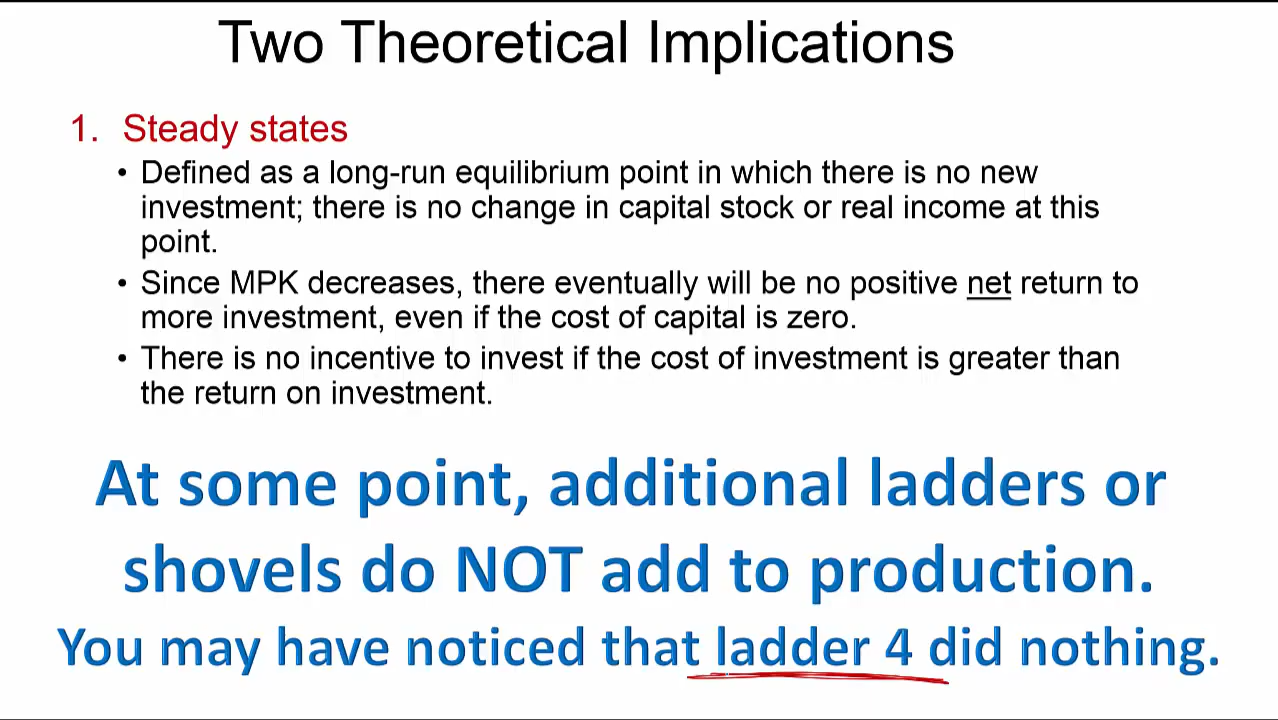 Two Theoretical Implications
1. Steady states
• Defined as a long-run equilibrium point in which there is no new
investment; there is no change in capital stock or real income at this
point.
• Since MPK decreases, there eventually will be no positive net return to
more investment, even if the cost of capital is zero.
• There is no incentive to invest if the cost of investment is greater than
the return on investment.
At some point, additional ladders or
shovels do NOT add to production.
You may have noticed that ladder 4 did nothing.